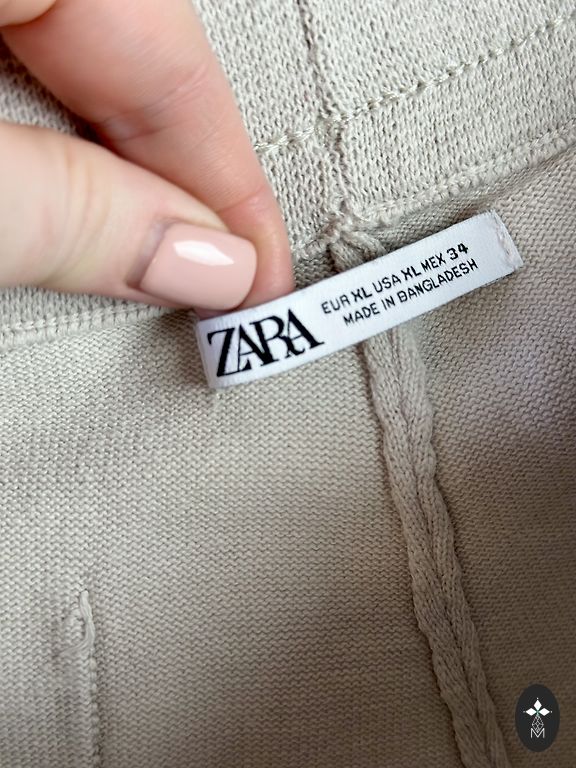 ZARA
EUR XL USA XL MEX 34
MADE IN BANGLADESH
M